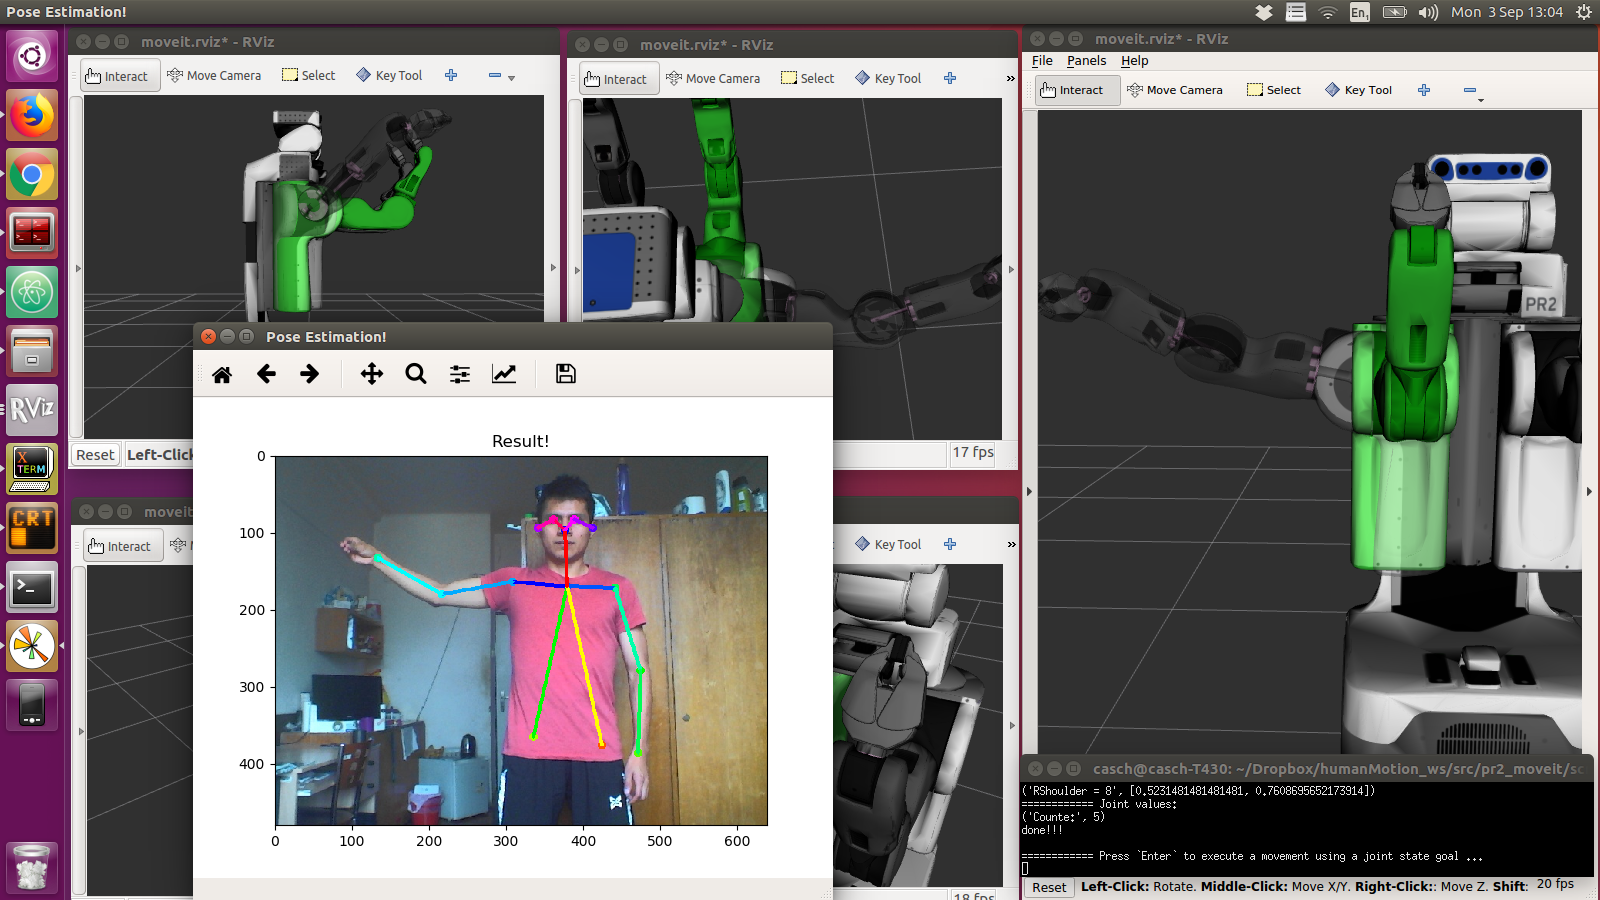 Pose Estimation!
En1
Mon 3 Sep 13:04
moveit.rviz* - RViz
Interact
Move Camera
Select
Key Tool
moveit.rviz* - RViz
Interact
Move Camera
Select
Key Tool
»
moveit.rviz* - RViz
File Panels Help
Interact
Move Camera
Select
Key Tool
PR2
RViz
X
TERM
CRT
>_
Reset
Left-Click
17 fps
Pose Estimation!
Result!
0
100
200
300
400
0 100 200 300 400 500 600
moveit
Interact
M
Key Tool
»
18 fps
casch@casch-T430: ~/Dropbox/humanMotion_ws/src/pr2_moveit/sc
('RShoulder = 8', [0.5231481481481481, 0.7608695652173914])
============ Joint values:
('Counte:', 5)
done!!!
============ Press `Enter` to execute a movement using a joint state goal ...
Reset
Left-Click: Rotate. Middle-Click: Move X/Y. Right-Click:: Move Z. Shift:
20 fps